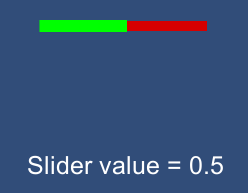 Slider value = 0.5